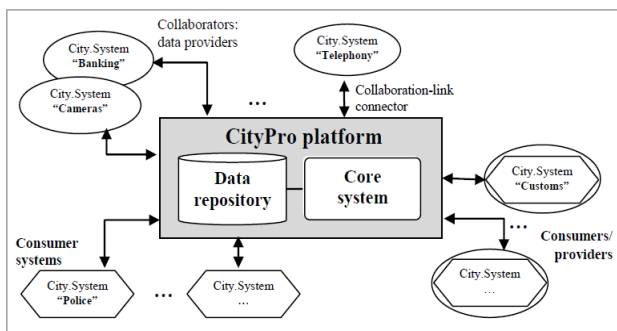 Collaborators:
data providers
City.System
“Banking”
City.System
“Cameras”
...
City.System
“Telephony”
Collaboration-link
connector
CityPro platform
Data
repository
Core
system
City.System
“Customs”
...
Consumers/
providers
City.System
...
Consumer
systems
City.System
“Police”
...
City.System
...